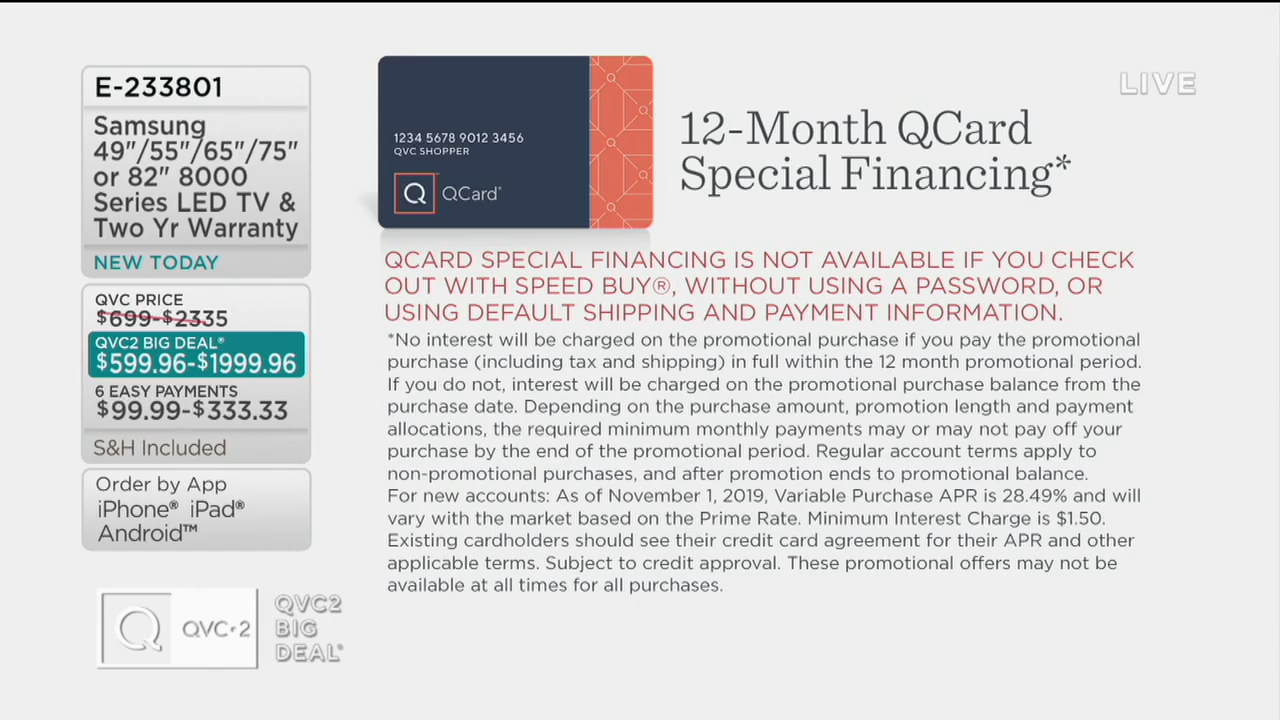 E-233801
Samsung
49"/55"/65"/75"
or 82" 8000
Series LED TV &
Two Yr Warranty
NEW TODAY
QVC PRICE
$699-$2335
QVC2 BIG DEAL®
$599.96-$1999.96
6 EASY PAYMENTS
$99.99-$333.33
S&H Included
Order by App
iPhone® iPad®
Android™
Q QVC•2
QVC2
BIG
DEAL®
1234 5678 9012 3456
QVC SHOPPER
Q QCard®
LIVE
12-Month QCard
Special Financing*
QCARD SPECIAL FINANCING IS NOT AVAILABLE IF YOU CHECK
OUT WITH SPEED BUY®, WITHOUT USING A PASSWORD, OR
USING DEFAULT SHIPPING AND PAYMENT INFORMATION.
*No interest will be charged on the promotional purchase if you pay the promotional
purchase (including tax and shipping) in full within the 12 month promotional period.
If you do not, interest will be charged on the promotional purchase balance from the
purchase date. Depending on the purchase amount, promotion length and payment
allocations, the required minimum monthly payments may or may not pay off your
purchase by the end of the promotional period. Regular account terms apply to
non-promotional purchases, and after promotion ends to promotional balance.
For new accounts: As of November 1, 2019, Variable Purchase APR is 28.49% and will
vary with the market based on the Prime Rate. Minimum Interest Charge is $1.50.
Existing cardholders should see their credit card agreement for their APR and other
applicable terms. Subject to credit approval. These promotional offers may not be
available at all times for all purchases.